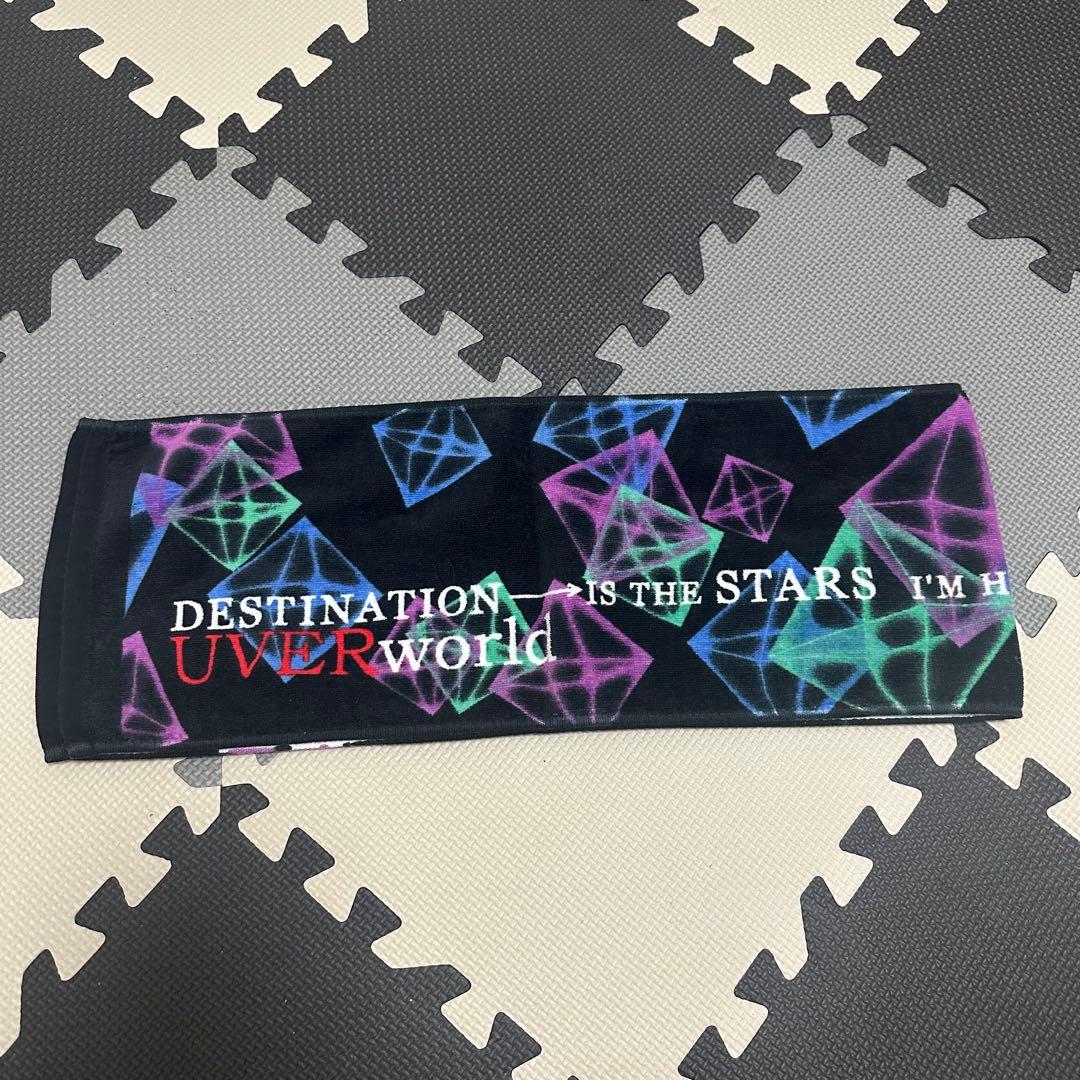 DESTINATION→IS THE STARS I'M H
UVERworld